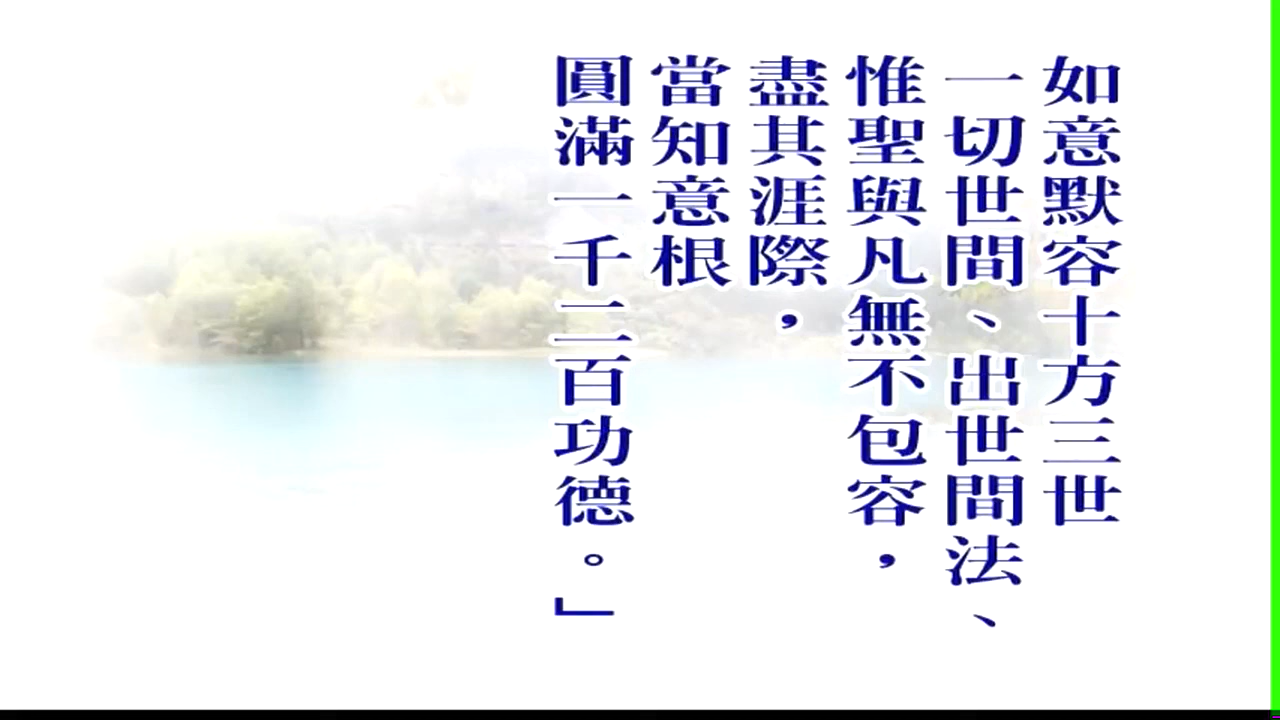 如意默容十方三世
一切世間、出世間法、
惟聖與凡無不包容，
盡其涯際，
當知意根
圓滿一千二百功德。」